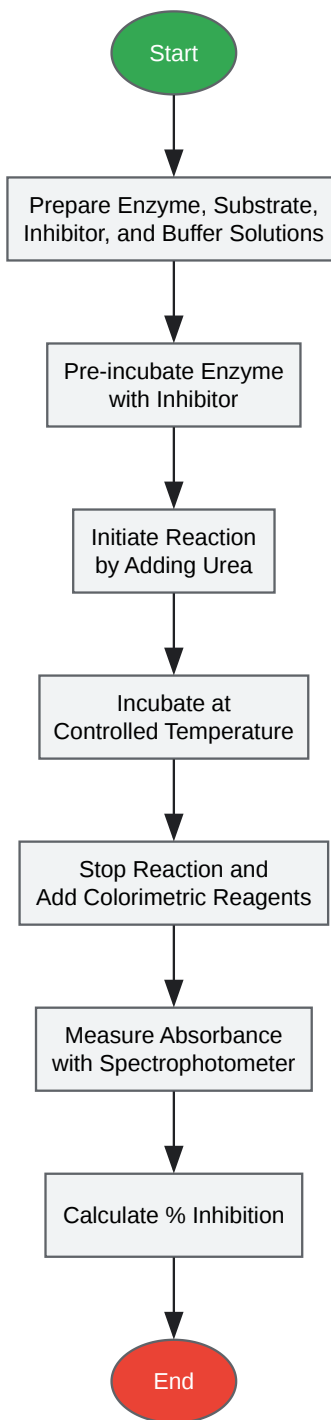 Start
Prepare Enzyme, Substrate,
Inhibitor, and Buffer Solutions
Pre-incubate Enzyme
with Inhibitor
Initiate Reaction
by Adding Urea
Incubate at
Controlled Temperature
Stop Reaction and
Add Colorimetric Reagents
Measure Absorbance
with Spectrophotometer
Calculate % Inhibition
End